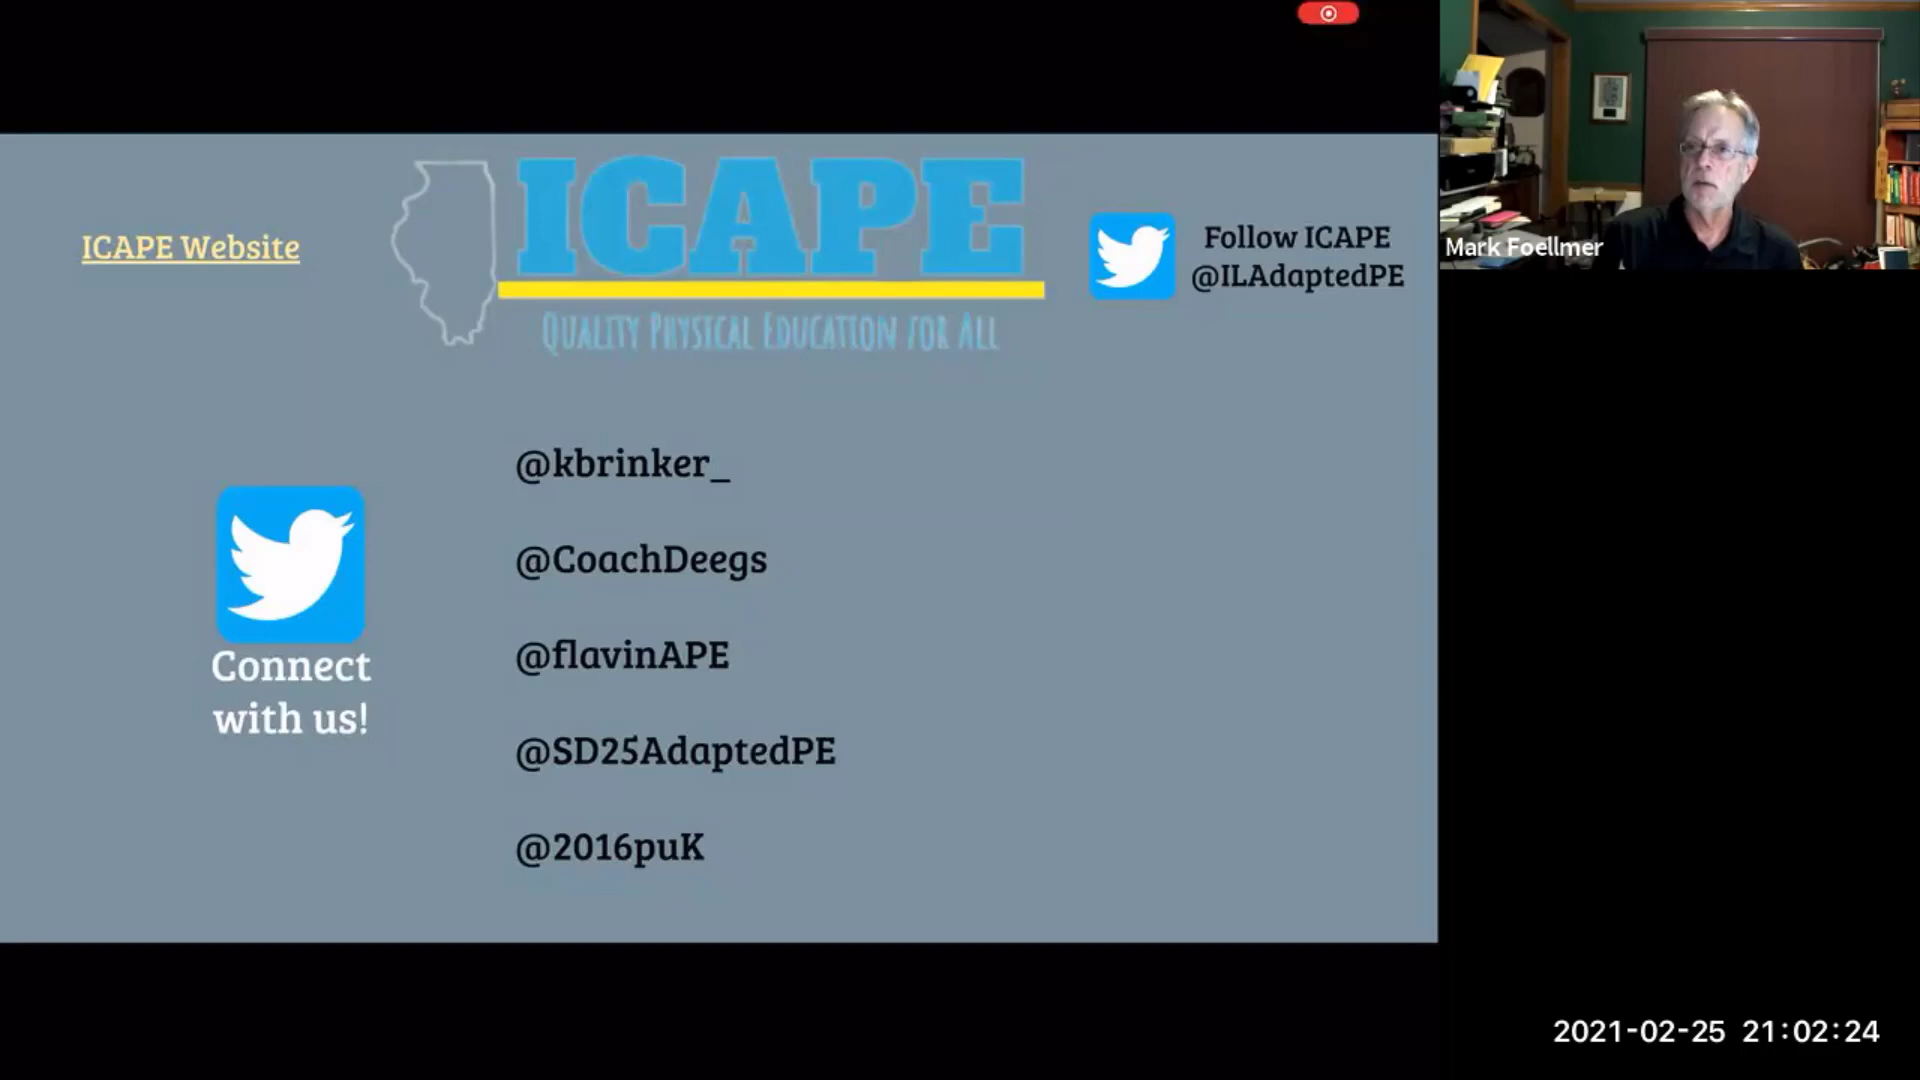 ICAPE Website
ICAPE
QUALITY PHYSICAL EDUCATION FOR ALL
Follow ICAPE
@ILAdaptedPE
Mark Foellmer
@kbrinker_
@CoachDeegs
@flavinAPE
@SD25AdaptedPE
@2016puK
Connect
with us!
2021-02-25 21:02:24